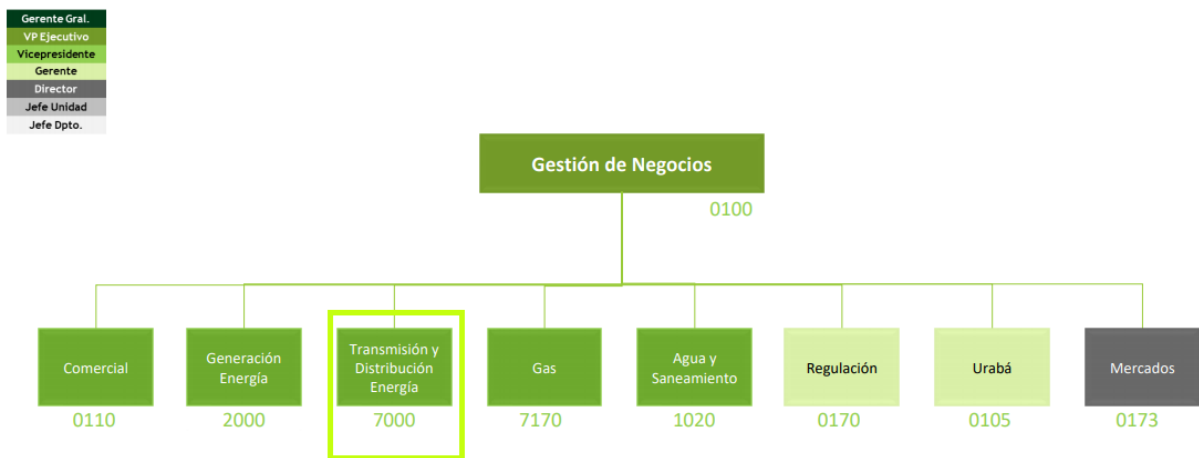 Gerente Gral.
VP Ejecutivo
Vicepresidente
Gerente
Director
Jefe Unidad
Jefe Dpto.
Gestión de Negocios
0100
Comercial
0110
Generación
Energía
2000
Transmisión y
Distribución
Energía
7000
Gas
7170
Agua y
Saneamiento
1020
Regulación
0170
Urabá
0105
Mercados
0173